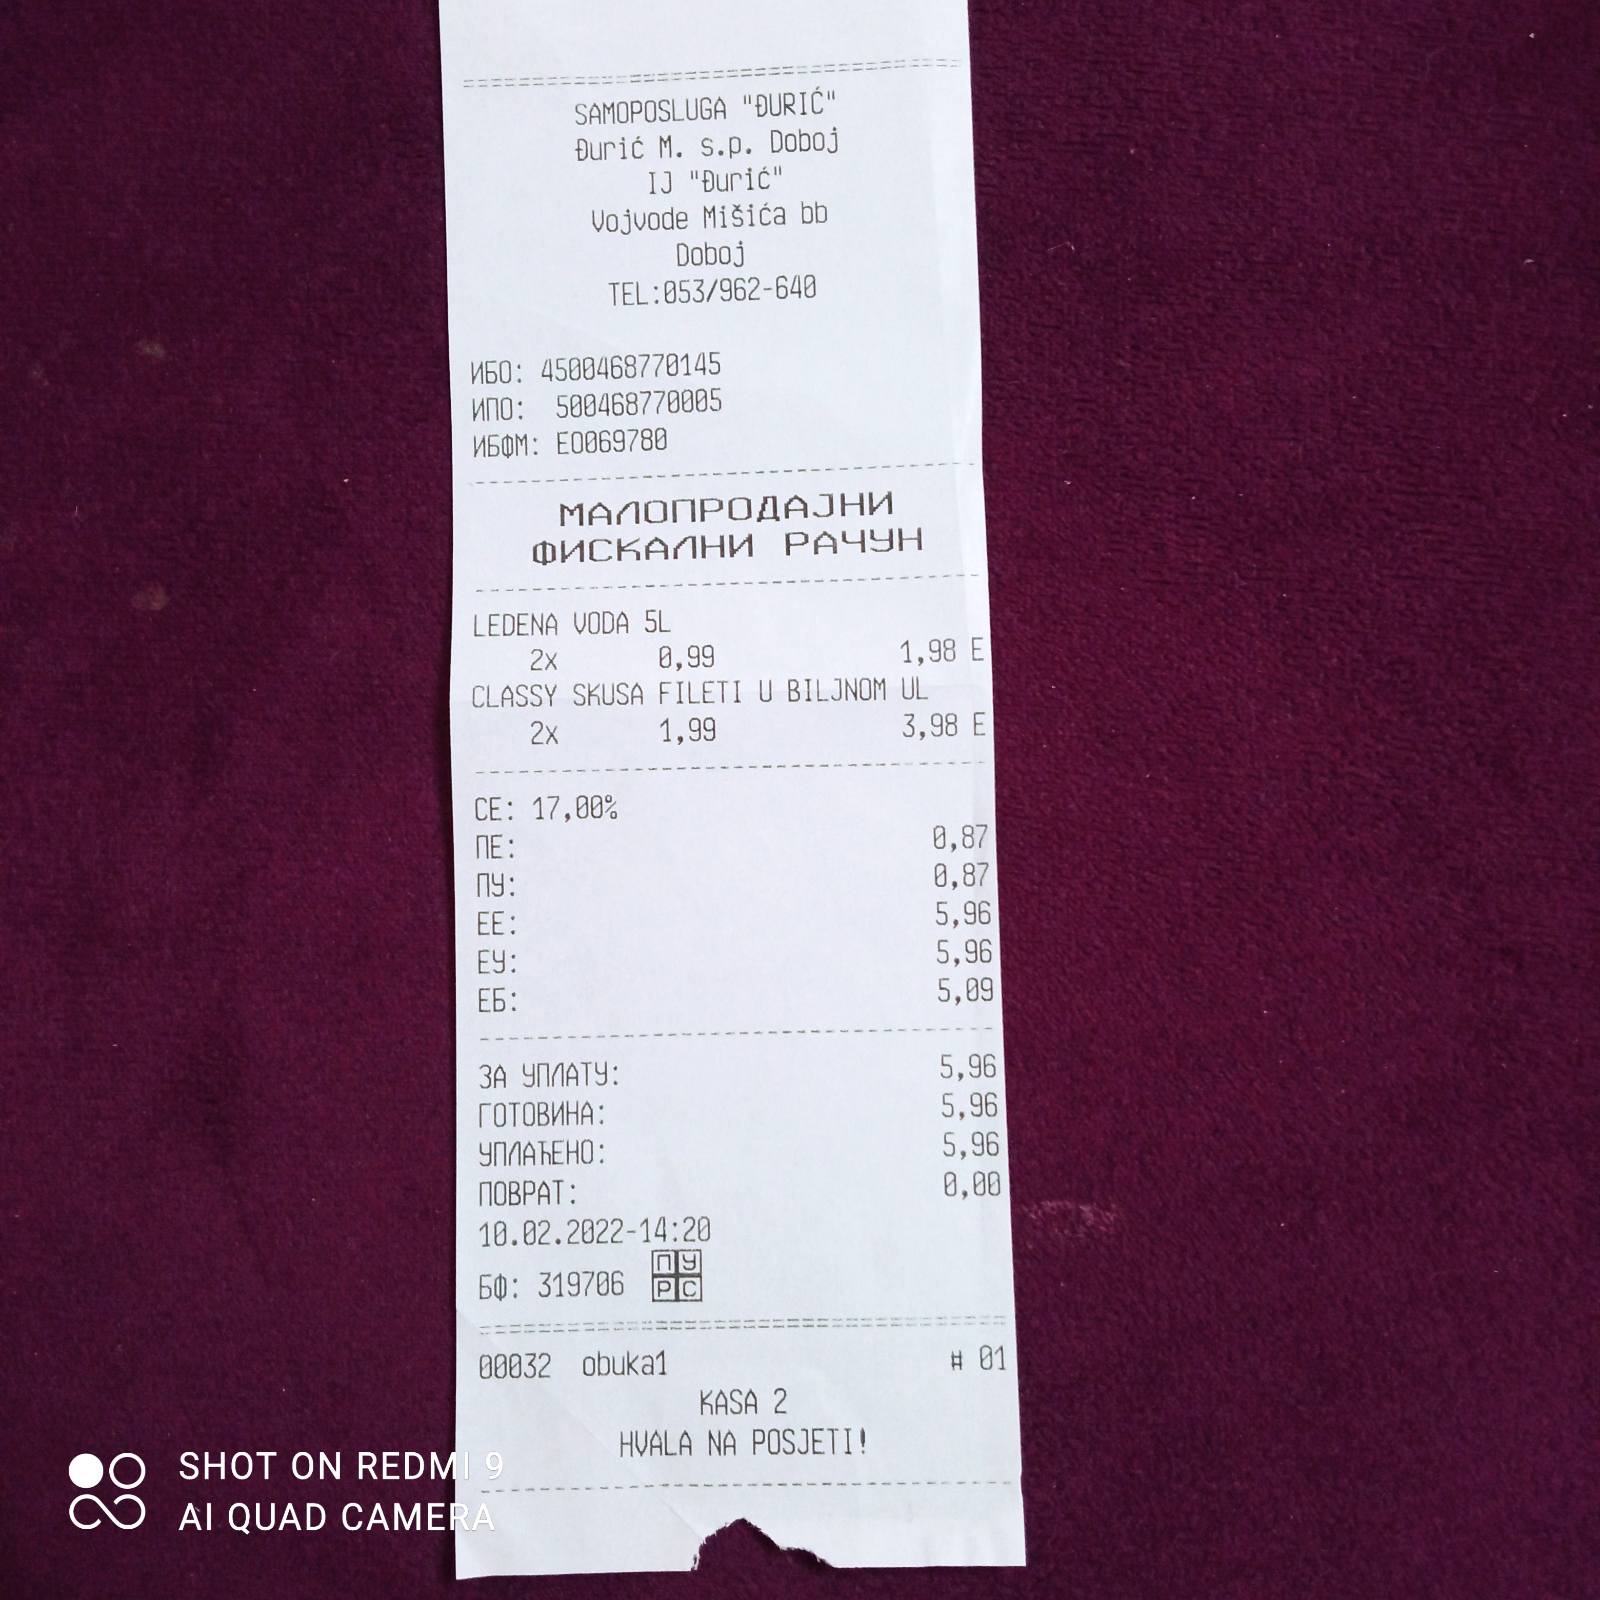 SAMOPOSLUGA "ĐURIĆ"
Đurić M. s.p. Doboj
IJ "Đurić"
Vojvode Mišića bb
Doboj
TEL:053/962-640
ИБО: 4500468770145
ИПО: 500468770005
ИБФМ: ЕО069780
МАЛОПРОДАЈНИ
ФИСКАЛНИ РАЧУН
LEDENA VODA 5L
2x 0,99 1,98 Е
CLASSY SKUSA FILETI U BILJNOM UL
2x 1,99 3,98 Е
СЕ: 17,00%
ПЕ: 0,87
ПУ: 0,87
ЕЕ: 5,96
ЕУ: 5,96
ЕБ: 5,09
ЗА УПЛАТУ: 5,96
ГОТОВИНА: 5,96
УПЛАЋЕНО: 5,96
ПОВРАТ: 0,00
10.02.2022-14:20
БФ: 319706 ПУ
РС
00032 obuka1 # 01
KASA 2
HVALA NA POSJETI!
SHOT ON REDMI 9
AI QUAD CAMERA